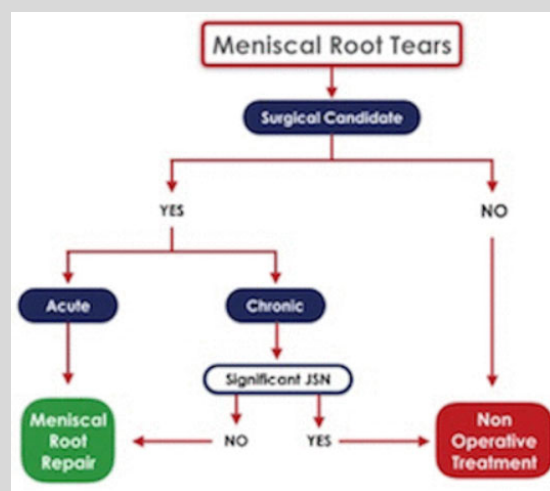 Meniscal Root Tears
Surgical Candidate
YES
NO
Acute
Chronic
Significant JSN
Meniscal
Root
Repair
NO
YES
Non
Operative
Treatment